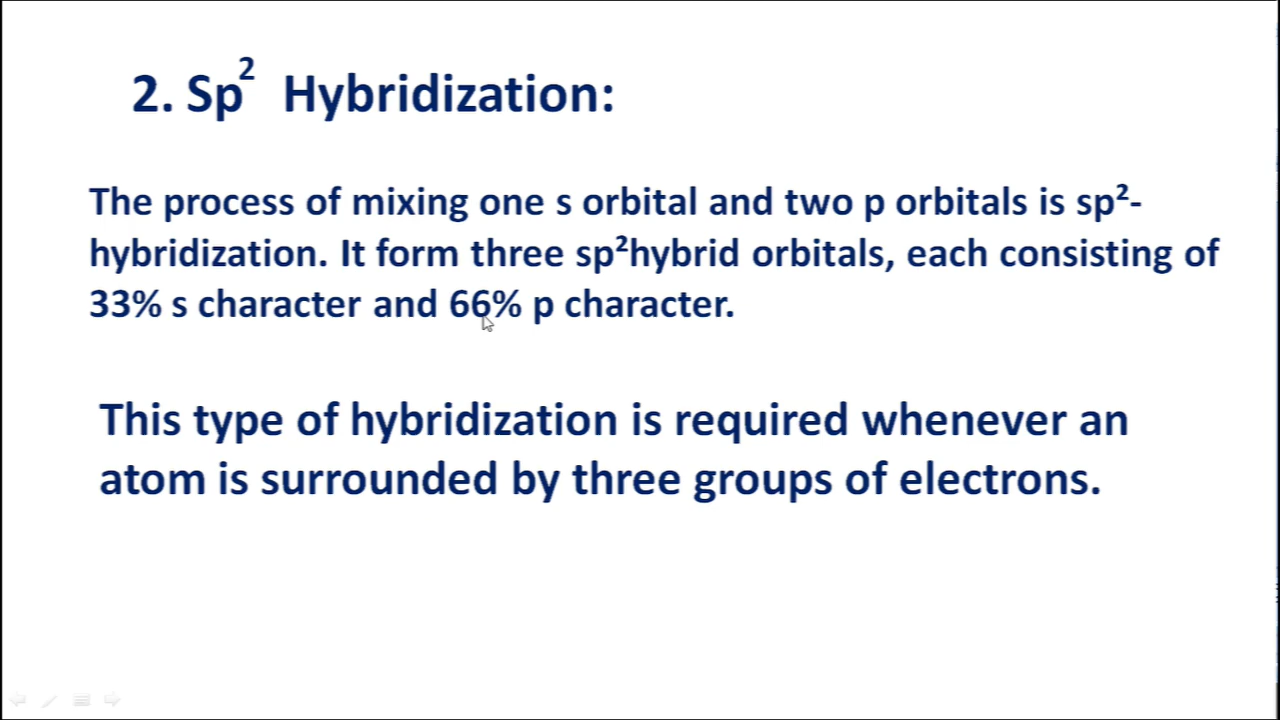 2. Sp² Hybridization:
The process of mixing one s orbital and two p orbitals is sp²-
hybridization. It form three sp²hybrid orbitals, each consisting of
33% s character and 66% p character.
This type of hybridization is required whenever an
atom is surrounded by three groups of electrons.